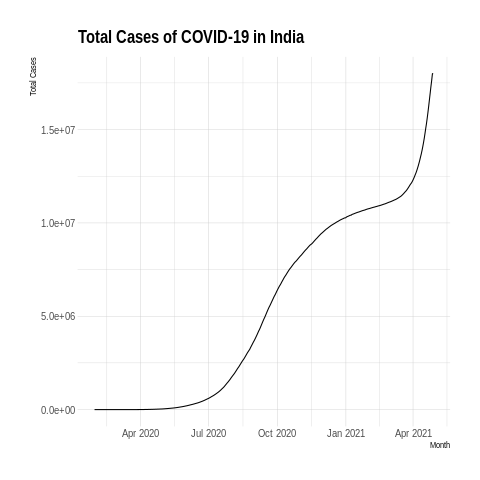 Total Cases of COVID-19 in India
Total Cases
1.5e+07
1.0e+07
5.0e+06
0.0e+00
Apr 2020 Jul 2020 Oct 2020 Jan 2021 Apr 2021
Month